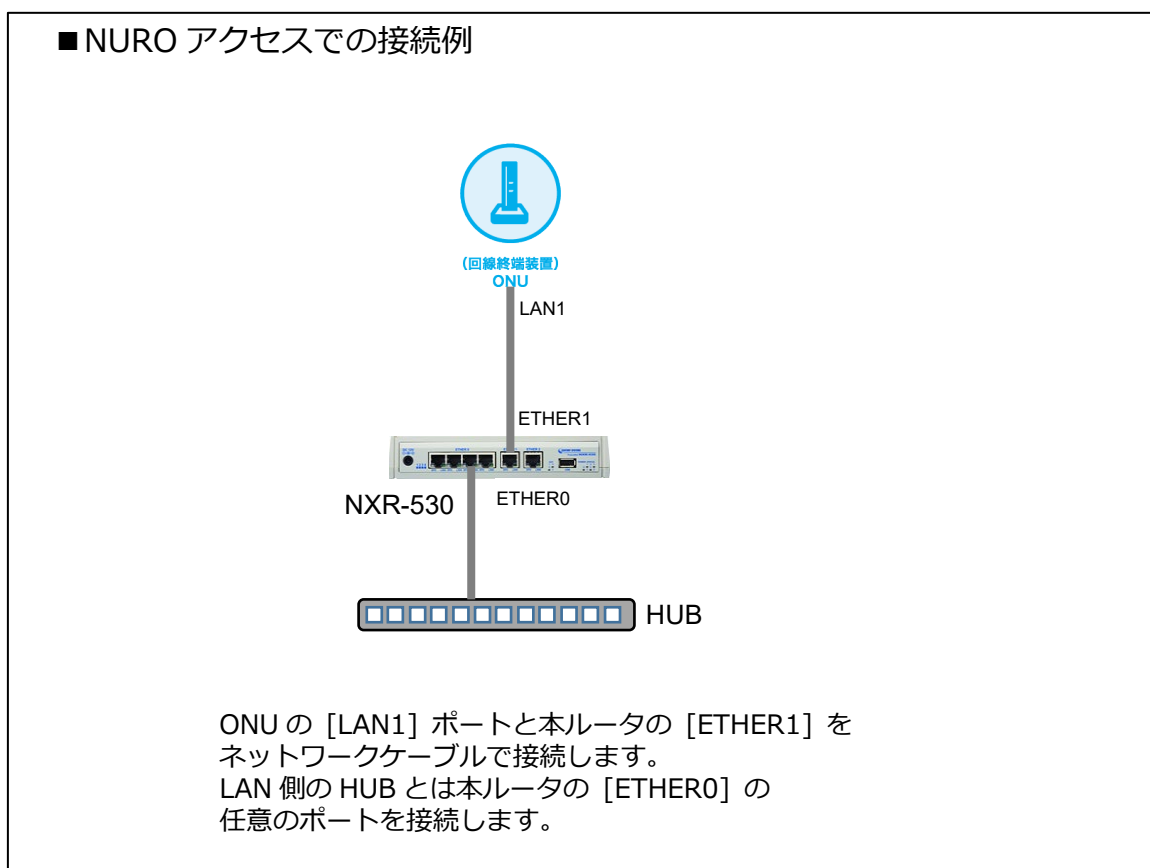 ■NURO アクセスでの接続例
(回線終端装置)
ONU
LAN1
ETHER1
NXR-530
ETHER0
HUB
ONU の [LAN1] ポートと本ルータの [ETHER1] を
ネットワークケーブルで接続します。
LAN 側の HUB とは本ルータの [ETHER0] の
任意のポートを接続します。